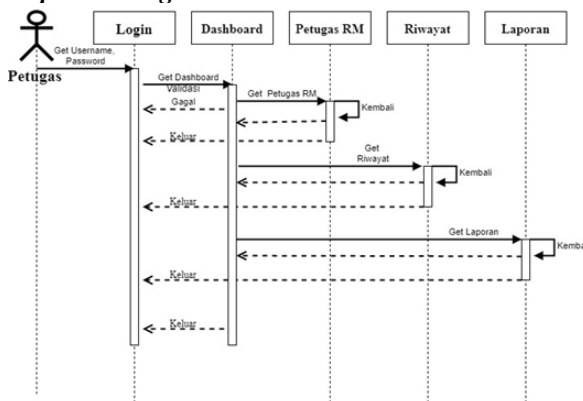 Login
Dashboard
Petugas RM
Riwayat
Laporan
Petugas
Get Username,
Password
Get Dashboard
Validasi
Gagal
Get Petugas RM
Kembali
Keluar
Get
Riwayat
Kembali
Keluar
Get Laporan
Kemba
Keluar
Keluar